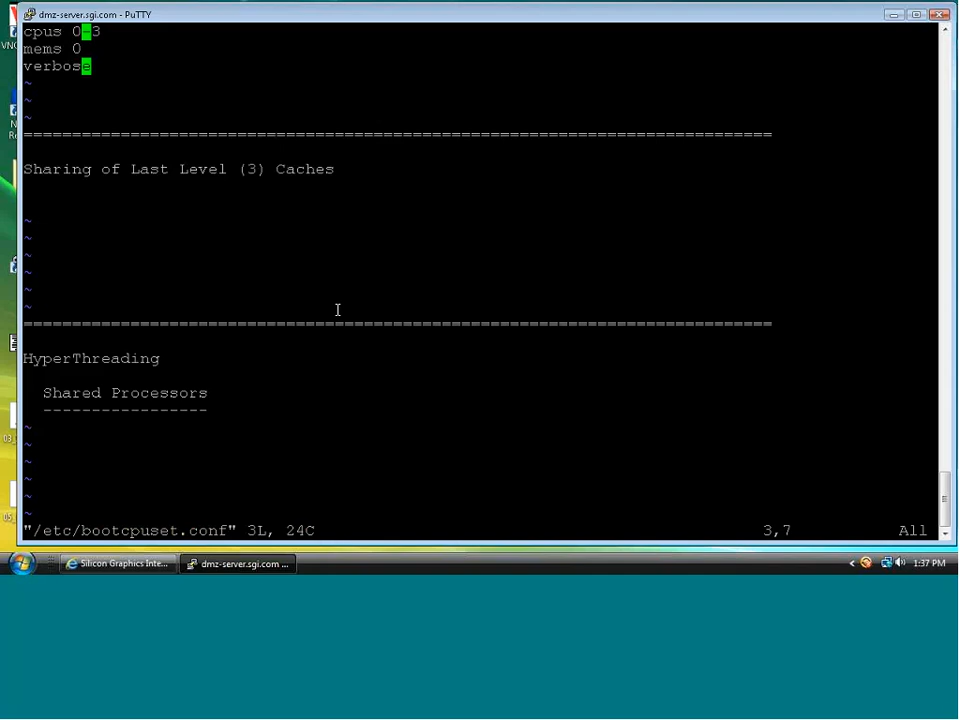 dmz-server.sgi.com - PuTTY
cpus 0-3
mems 0
verbose
~
~
~
==============================================================================
Sharing of Last Level (3) Caches
~
~
~
~
~
~
==============================================================================
HyperThreading
Shared Processors
-----------------
~
~
~
~
~
~
"/etc/bootcpuset.conf" 3L, 24C 3,7 All
Silicon Graphics Inte... dmz-server.sgi.com ... 1:37 PM